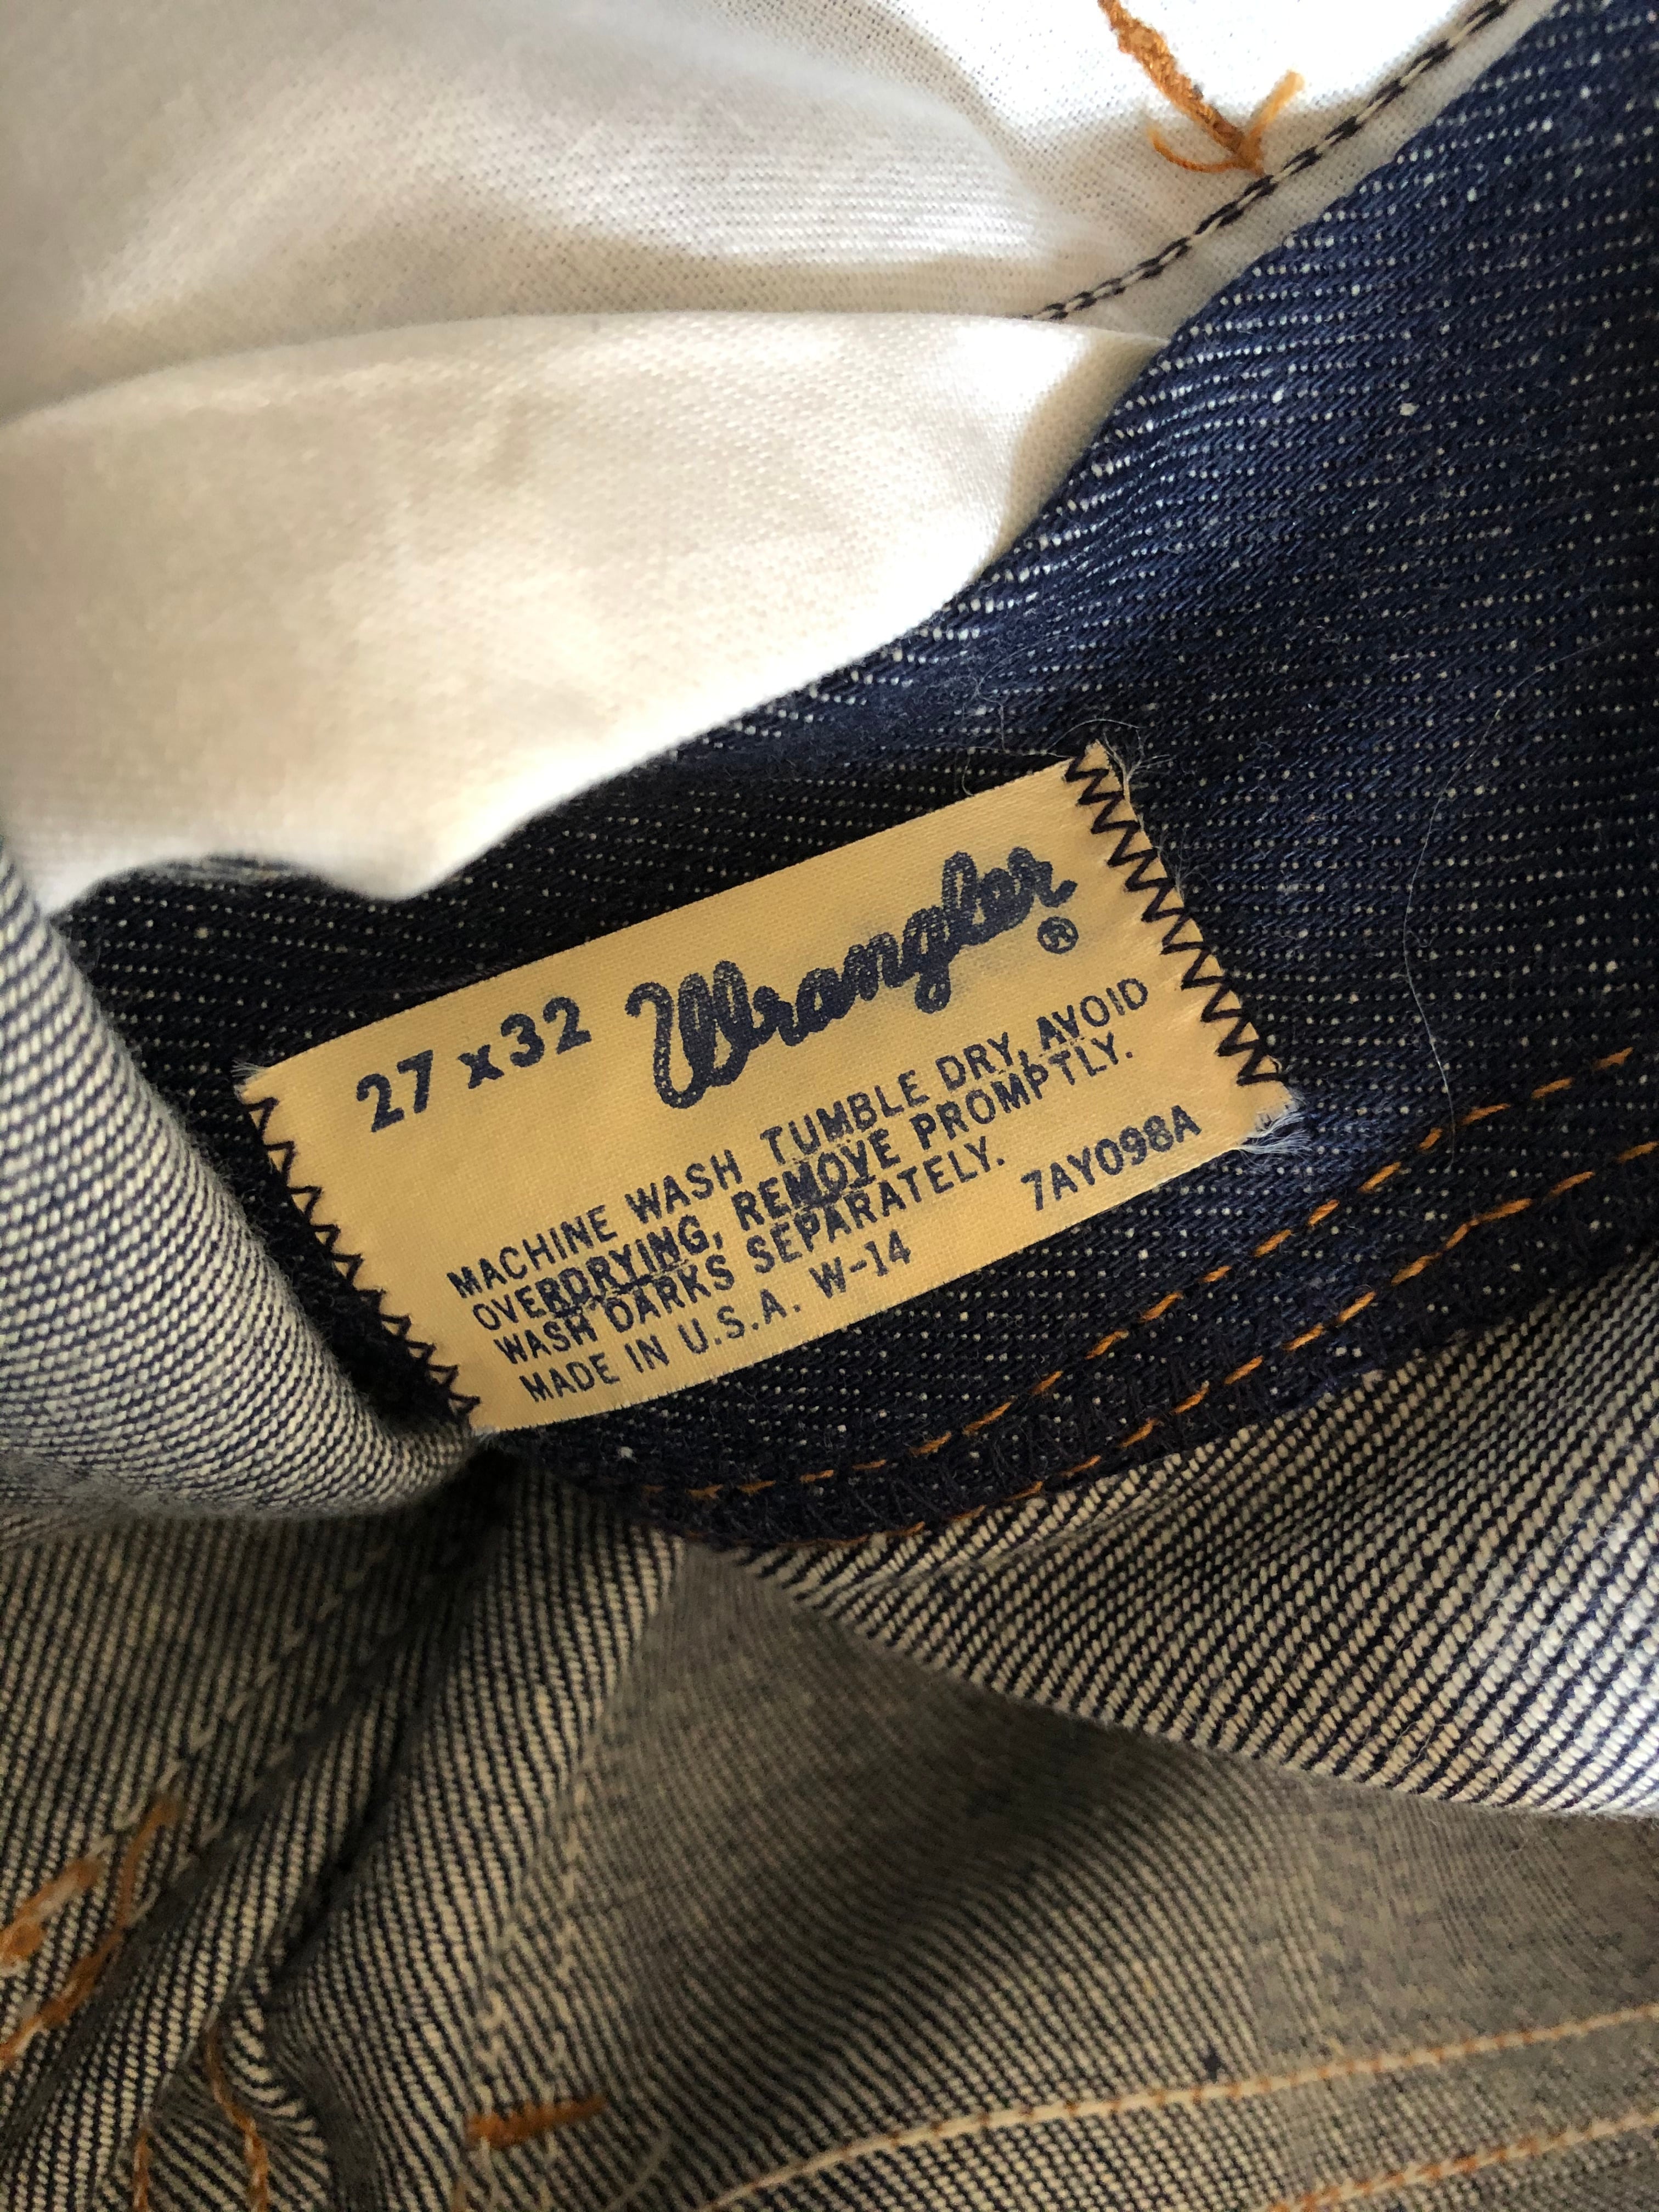 27 x 32 Wrangler ®
MACHINE WASH TUMBLE DRY, AVOID
OVERDRYING, REMOVE PROMPTLY.
WASH DARKS SEPARATELY.
MADE IN U.S.A. W-14 7AY098A